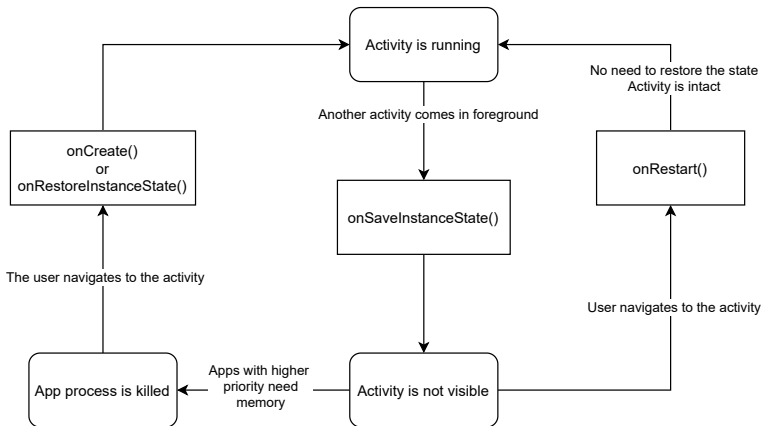 Activity is running
No need to restore the state
Activity is intact
Another activity comes in foreground
onCreate()
or
onRestoreInstanceState()
onRestart()
onSaveInstanceState()
The user navigates to the activity
User navigates to the activity
App process is killed
Apps with higher
priority need
memory
Activity is not visible